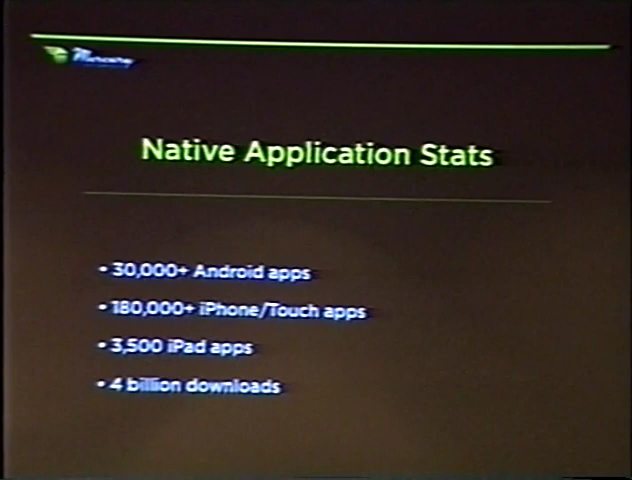 Mercury
Native Application Stats
• 30,000+ Android apps
• 180,000+ iPhone/Touch apps
• 3,500 iPad apps
• 4 billion downloads